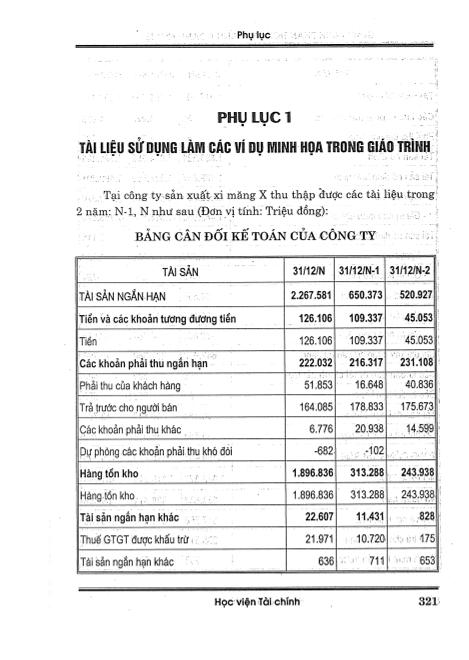 Phụ lục
PHỤ LỤC 1
TÀI LIỆU SỬ DỤNG LÀM CÁC VÍ DỤ MINH HỌA TRONG GIÁO TRÌNH
Tại công ty sản xuất xi măng X thu thập được các tài liệu trong
2 năm: N-1, N như sau (Đơn vị tính: Triệu đồng):
BẢNG CÂN ĐỐI KẾ TOÁN CỦA CÔNG TY
TÀI SẢN 31/12/N 31/12/N-1 31/12/N-2
TÀI SẢN NGẮN HẠN 2.267.581 650.373 520.927
Tiền và các khoản tương đương tiền 126.106 109.337 45.053
Tiền 126.106 109.337 45.053
Các khoản phải thu ngắn hạn 222.032 216.317 231.108
Phải thu của khách hàng 51.853 16.648 40.836
Trả trước cho người bán 164.085 178.833 175.673
Các khoản phải thu khác 6.776 20.938 14.599
Dự phòng các khoản phải thu khó đòi -682 -102
Hàng tồn kho 1.896.836 313.288 243.938
Hàng tồn kho 1.896.836 313.288 243.938
Tài sản ngắn hạn khác 22.607 11.431 828
Thuế GTGT được khấu trừ 21.971 10.720 175
Tài sản ngắn hạn khác 636 711 653
Học viện Tài chính 321